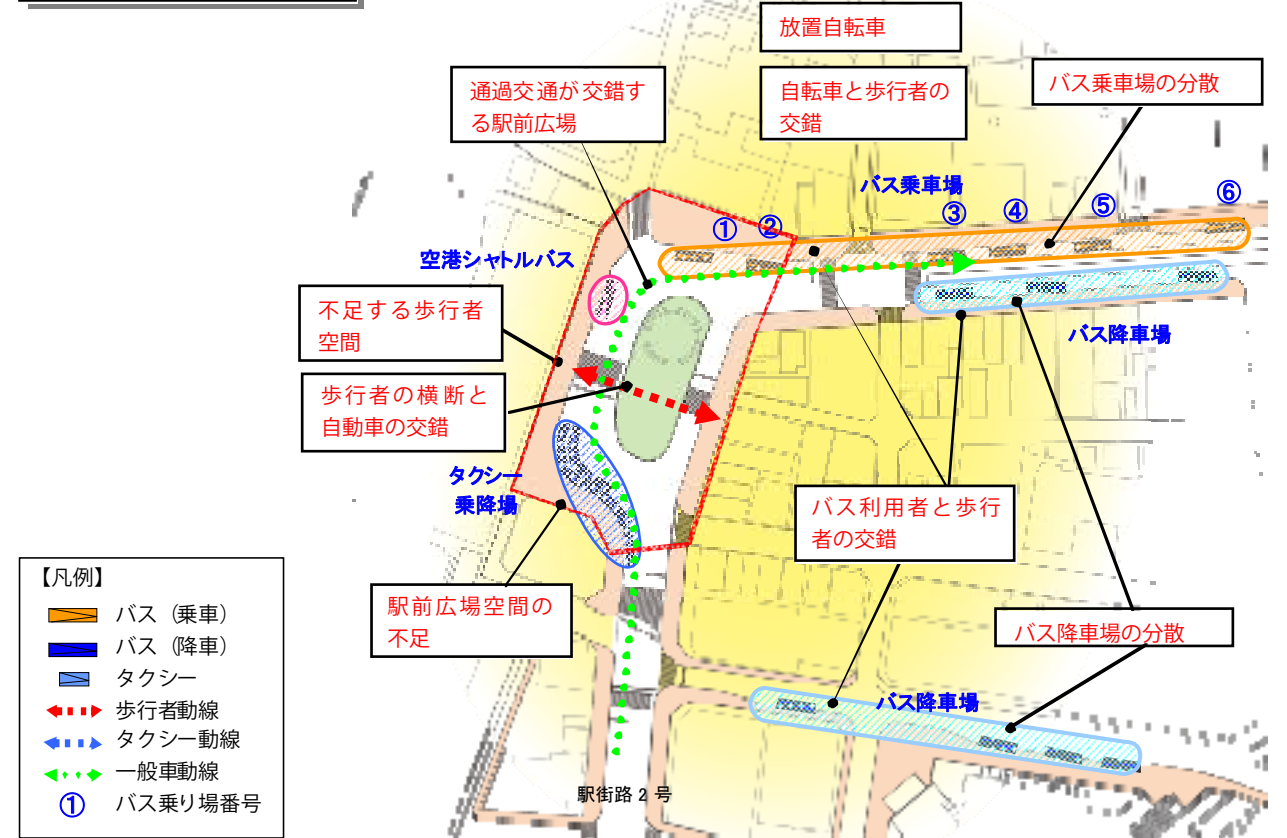 放置自転車
通過交通が交錯す
る駅前広場
自転車と歩行者の
交錯
バス乗車場の分散
バス乗車場
①
②
③
④
⑤
⑥
空港シャトルバス
不足する歩行者
空間
バス降車場
歩行者の横断と
自動車の交錯
タクシー
乗降場
バス利用者と歩行
者の交錯
駅前広場空間の
不足
バス降車場の分散
バス降車場
駅街路2号
【凡例】
バス（乗車）
バス（降車）
タクシー
歩行者動線
タクシー動線
一般車動線
① バス乗り場番号